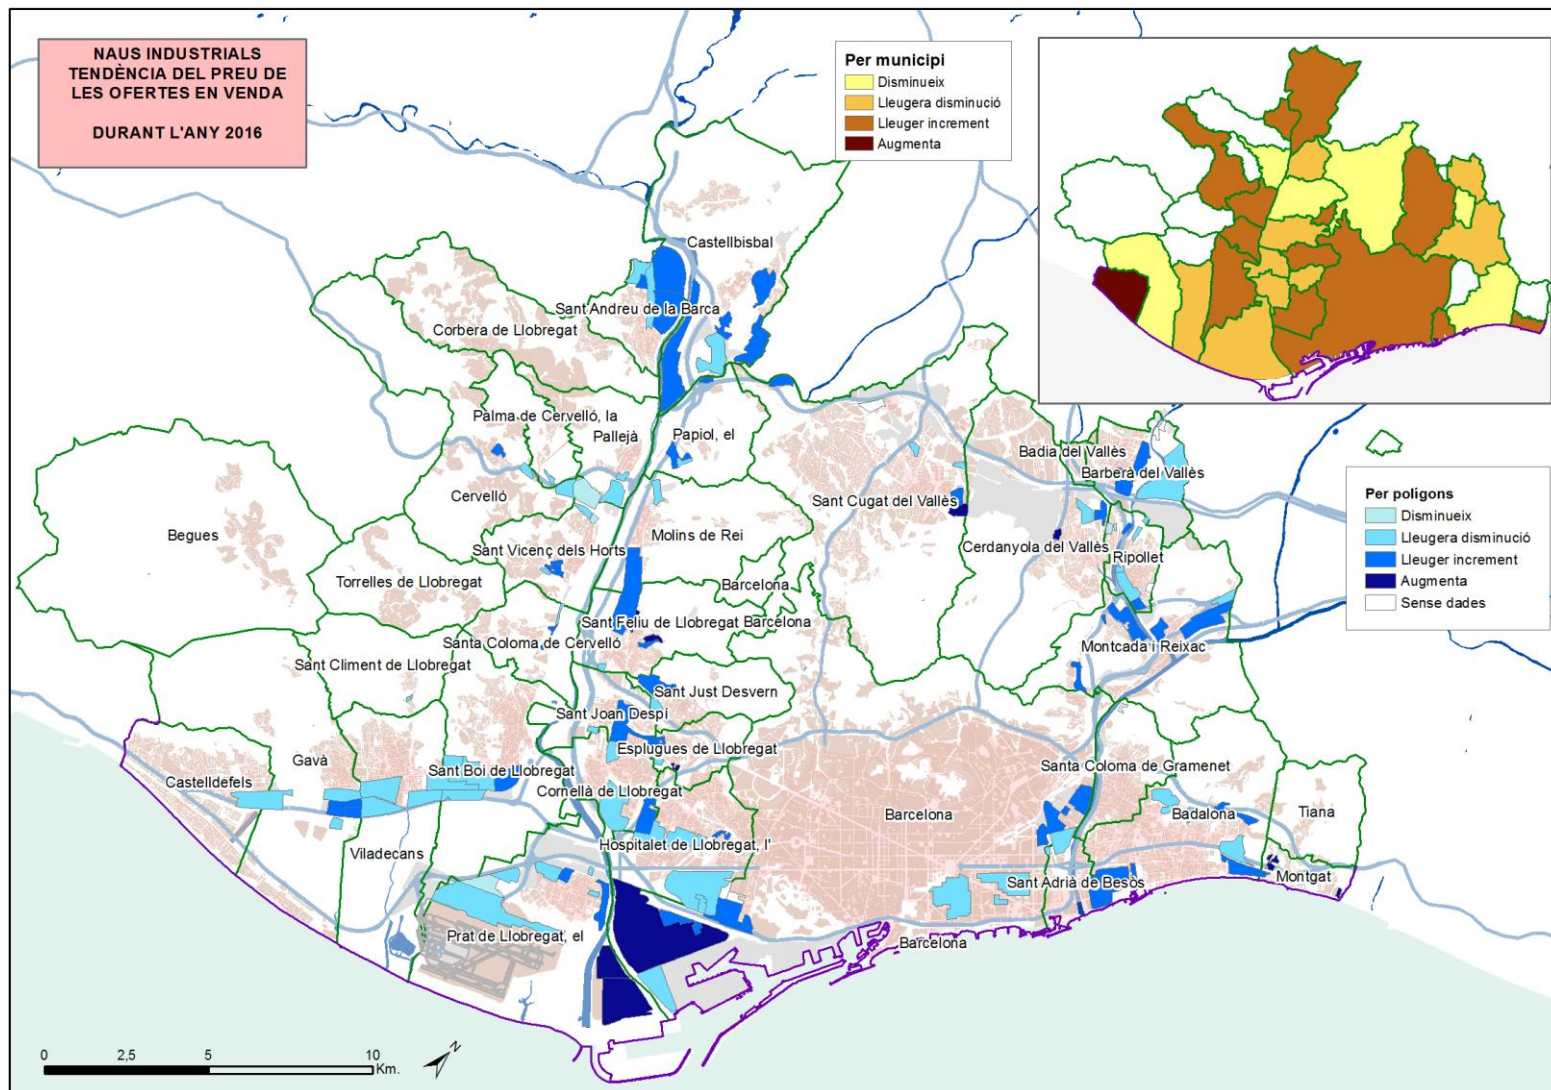 NAUS INDUSTRIALS
TENDÈNCIA DEL PREU DE
LES OFERTES EN VENDA
DURANT L'ANY 2016
Per municipi
Disminueix
Lleugera disminució
Lleuger increment
Augmenta
Castellbisbal
Sant Andreu de la Barca
Corbera de Llobregat
Palma de Cervelló, la
Pallejà
Papiol, el
Badia del Vallès
Barberà del Vallès
Cervelló
Sant Cugat del Vallès
Per polígons
Disminueix
Lleugera disminució
Lleuger increment
Augmenta
Sense dades
Begues
Molins de Rei
Sant Vicenç dels Horts
Cerdanyola del Vallès
Ripollet
Torrelles de Llobregat
Barcelona
Sant Feliu de Llobregat
Barcelona
Santa Coloma de Cervelló
Montcada i Reixac
Sant Climent de Llobregat
Sant Just Desvern
Sant Joan Despí
Esplugues de Llobregat
Gavà
Sant Boi de Llobregat
Santa Coloma de Gramenet
Castelldefels
Cornellà de Llobregat
Barcelona
Badalona
Tiana
Hospitalet de Llobregat, l'
Viladecans
Montgat
Sant Adrià de Besòs
Prat de Llobregat, el
Barcelona
0 2,5 5 10
Km.
N